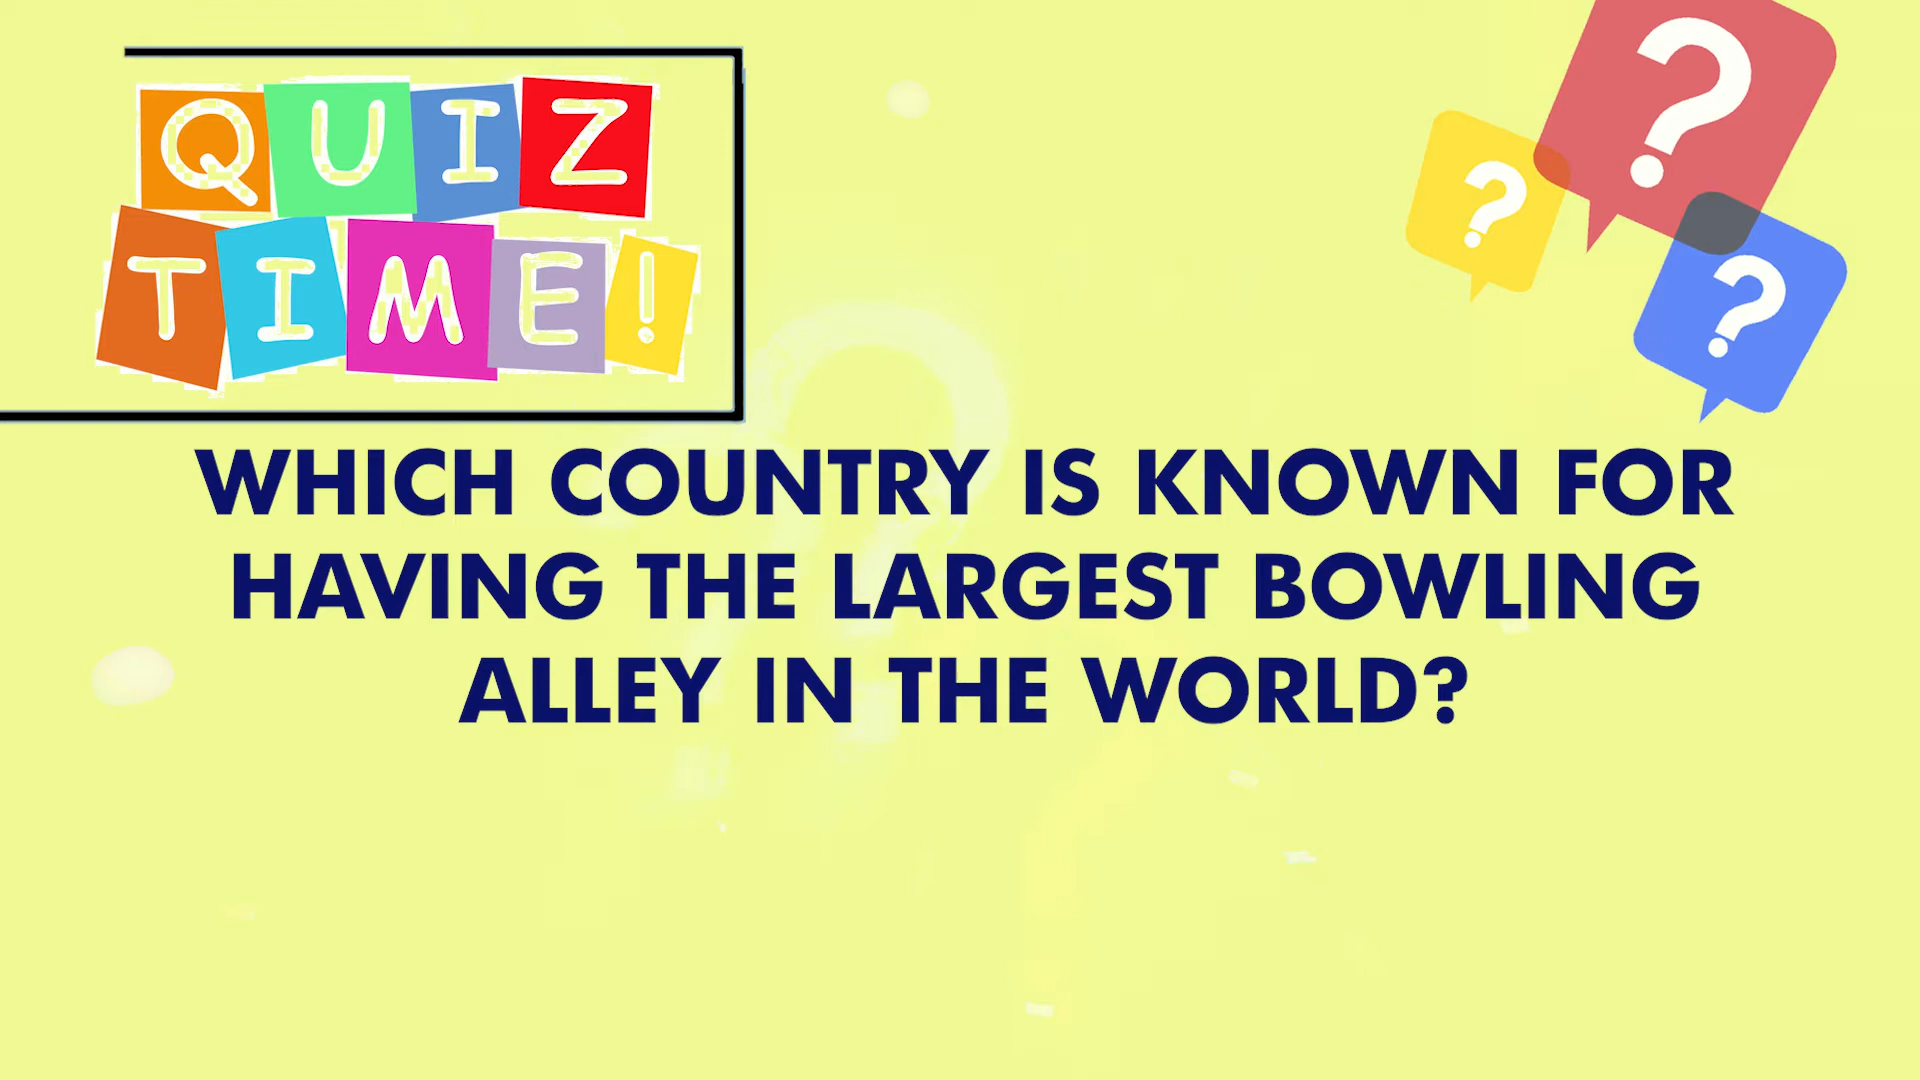 QUIZ
TIME!
?
?
?
WHICH COUNTRY IS KNOWN FOR
HAVING THE LARGEST BOWLING
ALLEY IN THE WORLD?